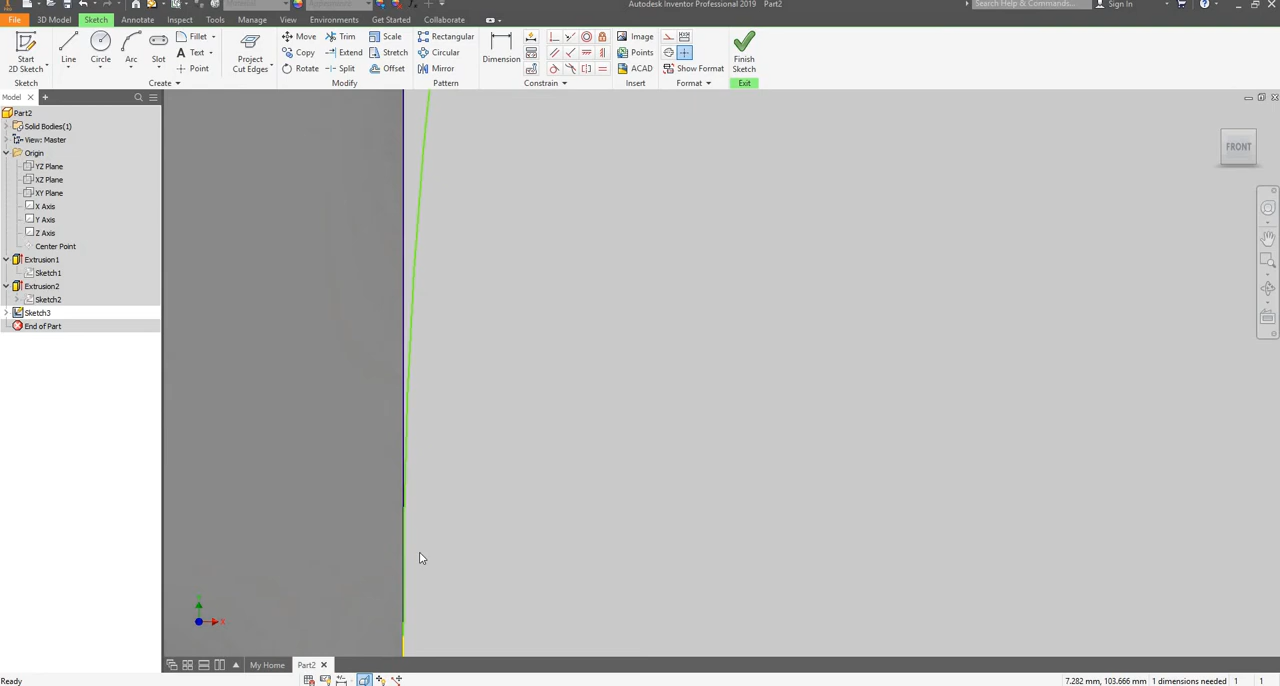 Autodesk Inventor Professional 2019 Part2
Search Help & Commands...
Sign In
File 3D Model Sketch Annotate Inspect Tools Manage View Environments Get Started Collaborate
Start
2D Sketch
Line
Circle
Arc
Slot
Fillet
Text
Point
Project
Cut Edges
Move
Copy
Rotate
Trim
Extend
Split
Scale
Stretch
Offset
Rectangular
Circular
Mirror
Dimension
Image
Points
ACAD
Show Format
Finish
Sketch
Sketch Create Modify Pattern Constrain Insert Format Exit
Model
Part2
Solid Bodies(1)
View: Master
Origin
YZ Plane
XZ Plane
XY Plane
X Axis
Y Axis
Z Axis
Center Point
Extrusion1
Sketch1
Extrusion2
Sketch2
Sketch3
End of Part
FRONT
X
My Home Part2
Ready
7.282 mm, 103.666 mm 1 dimensions needed 1 1